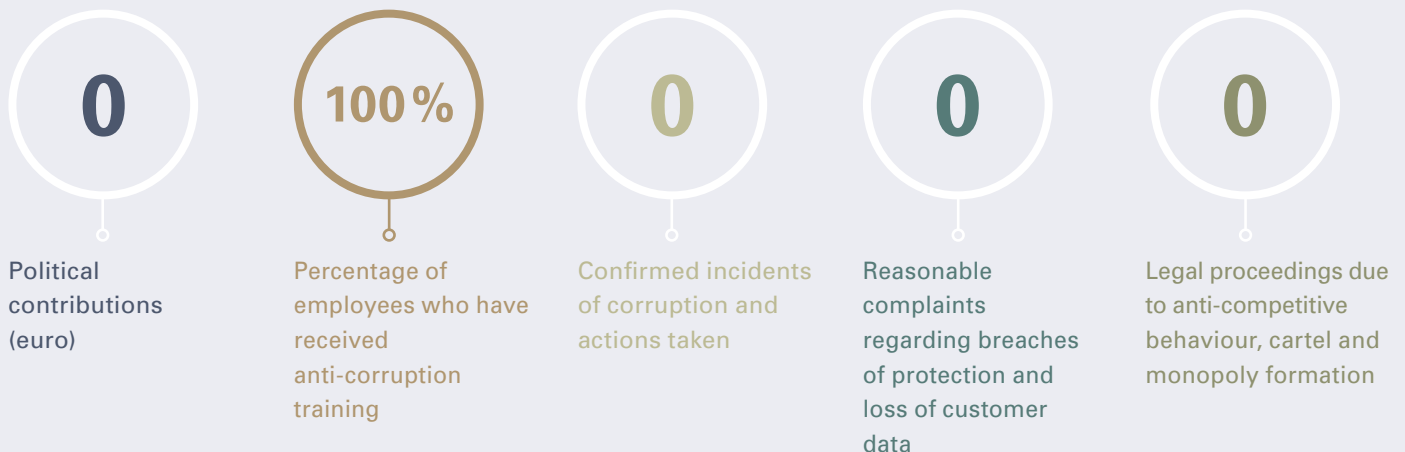 0
Political
contributions
(euro)
100 %
Percentage of
employees who have
received
anti-corruption
training
0
Confirmed incidents
of corruption and
actions taken
0
Reasonable
complaints
regarding breaches
of protection and
loss of customer
data
0
Legal proceedings due
to anti-competitive
behaviour, cartel and
monopoly formation